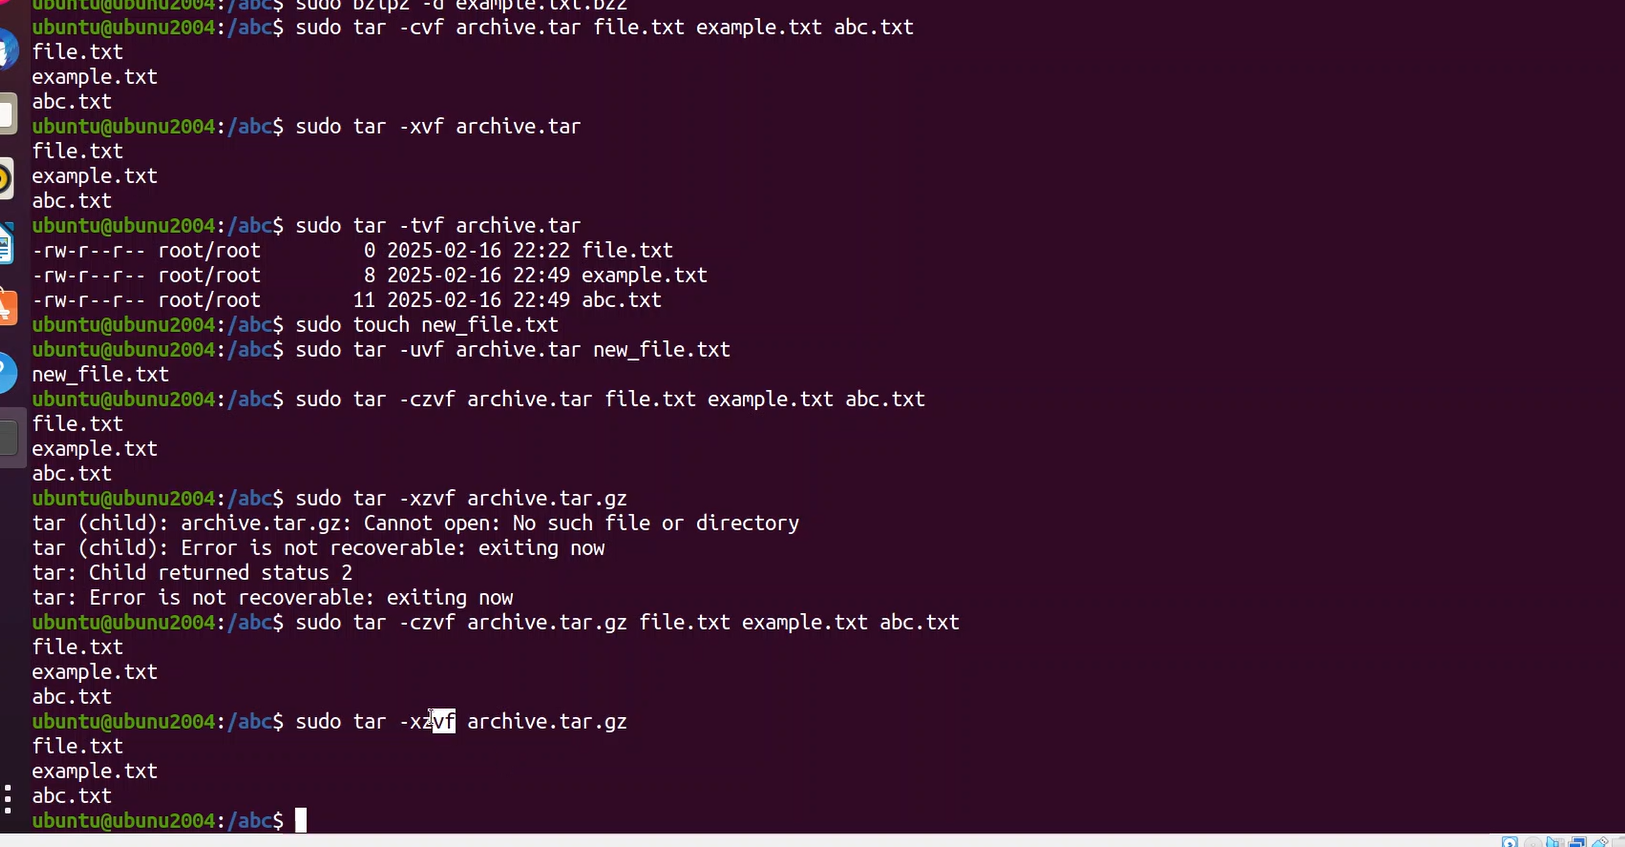 ubuntu@ubunu2004:/abc$ sudo bzip2 -d example.txt.bz2
ubuntu@ubunu2004:/abc$ sudo tar -cvf archive.tar file.txt example.txt abc.txt
file.txt
example.txt
abc.txt
ubuntu@ubunu2004:/abc$ sudo tar -xvf archive.tar
file.txt
example.txt
abc.txt
ubuntu@ubunu2004:/abc$ sudo tar -tvf archive.tar
-rw-r--r-- root/root         0 2025-02-16 22:22 file.txt
-rw-r--r-- root/root         8 2025-02-16 22:49 example.txt
-rw-r--r-- root/root        11 2025-02-16 22:49 abc.txt
ubuntu@ubunu2004:/abc$ sudo touch new_file.txt
ubuntu@ubunu2004:/abc$ sudo tar -uvf archive.tar new_file.txt
new_file.txt
ubuntu@ubunu2004:/abc$ sudo tar -czvf archive.tar file.txt example.txt abc.txt
file.txt
example.txt
abc.txt
ubuntu@ubunu2004:/abc$ sudo tar -xzvf archive.tar.gz
tar (child): archive.tar.gz: Cannot open: No such file or directory
tar (child): Error is not recoverable: exiting now
tar: Child returned status 2
tar: Error is not recoverable: exiting now
ubuntu@ubunu2004:/abc$ sudo tar -czvf archive.tar.gz file.txt example.txt abc.txt
file.txt
example.txt
abc.txt
ubuntu@ubunu2004:/abc$ sudo tar -xzvf archive.tar.gz
file.txt
example.txt
abc.txt
ubuntu@ubunu2004:/abc$